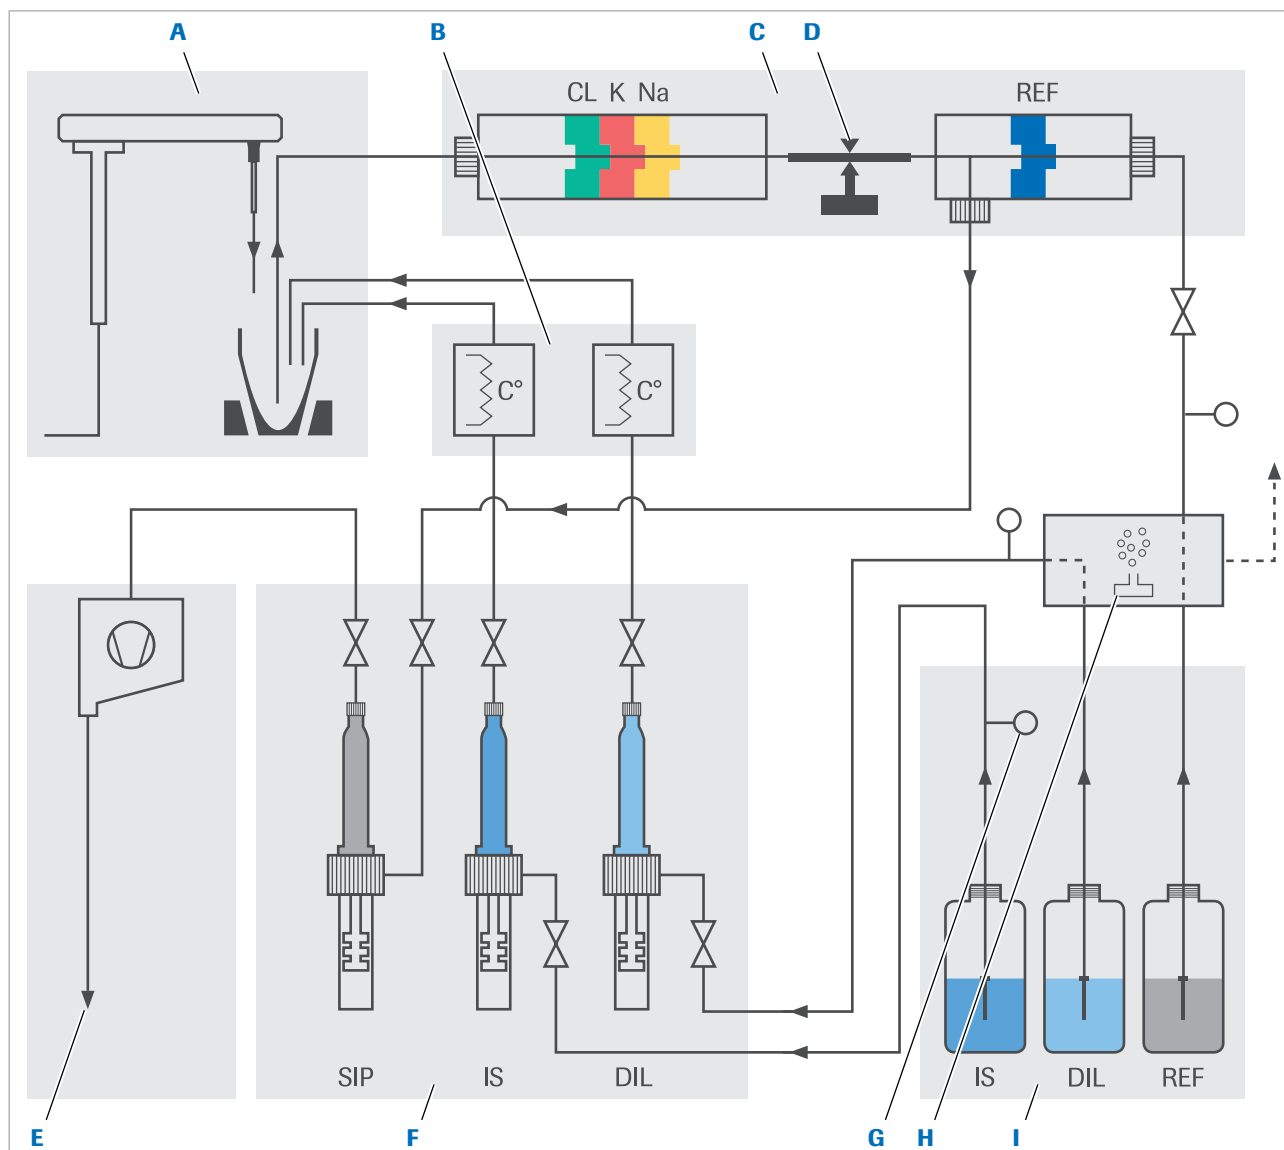 A B C D
CL K Na REF
C° C°
SIP IS DIL
IS DIL REF
E F G H I